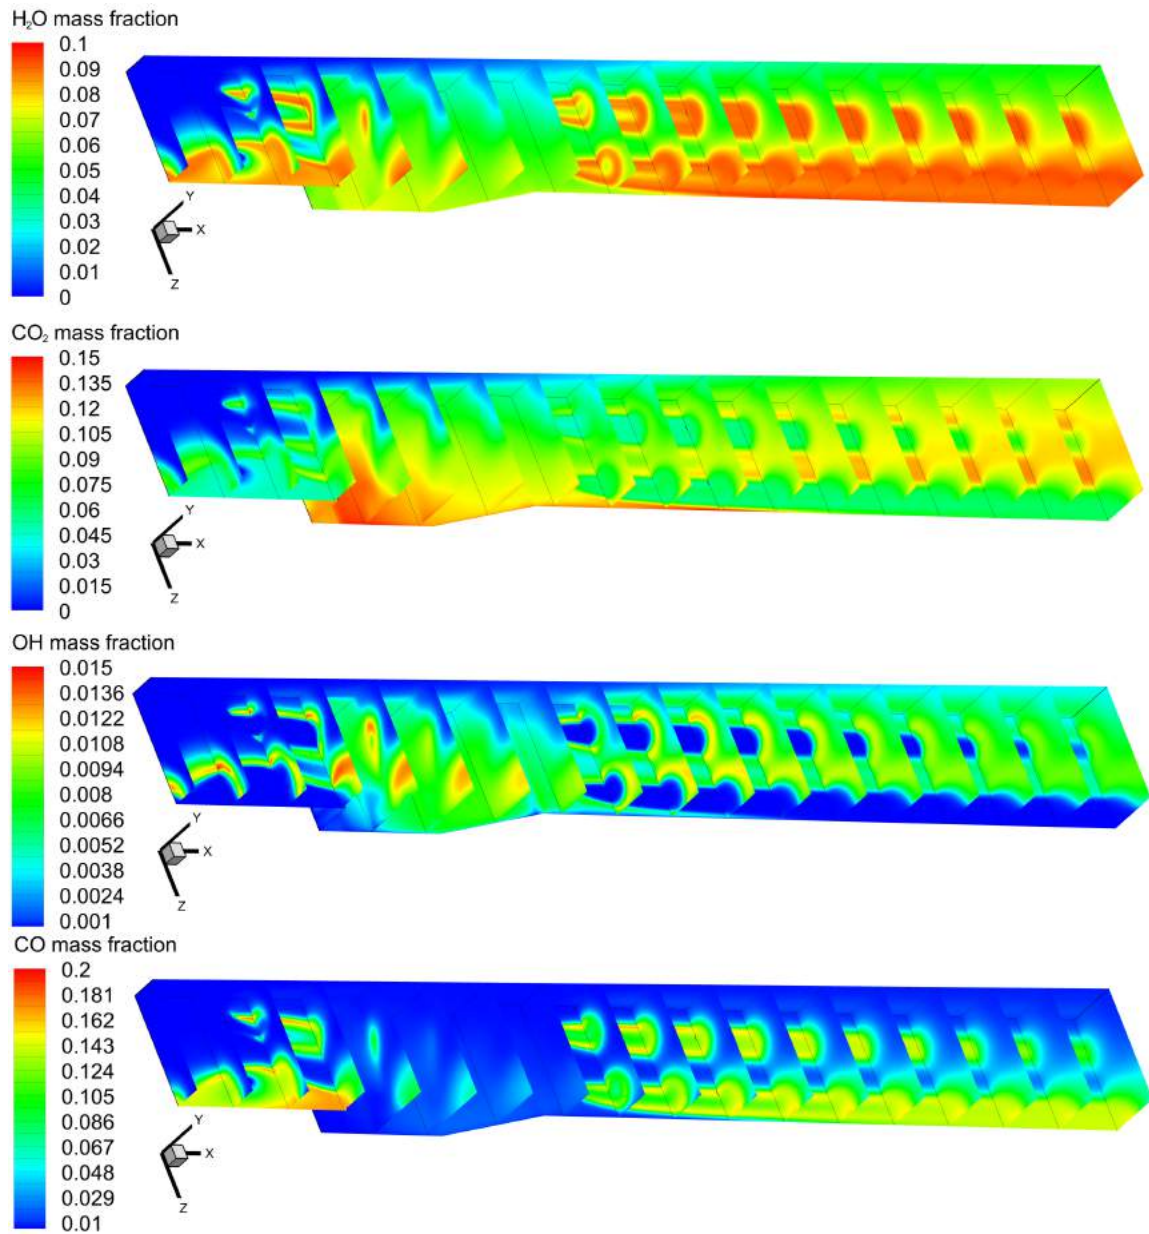 H₂O mass fraction
0.1
0.09
0.08
0.07
0.06
0.05
0.04
0.03
0.02
0.01
0
Y
X
Z
CO₂ mass fraction
0.15
0.135
0.12
0.105
0.09
0.075
0.06
0.045
0.03
0.015
0
Y
X
Z
OH mass fraction
0.015
0.0136
0.0122
0.0108
0.0094
0.008
0.0066
0.0052
0.0038
0.0024
0.001
Y
X
Z
CO mass fraction
0.2
0.181
0.162
0.143
0.124
0.105
0.086
0.067
0.048
0.029
0.01
Y
X
Z